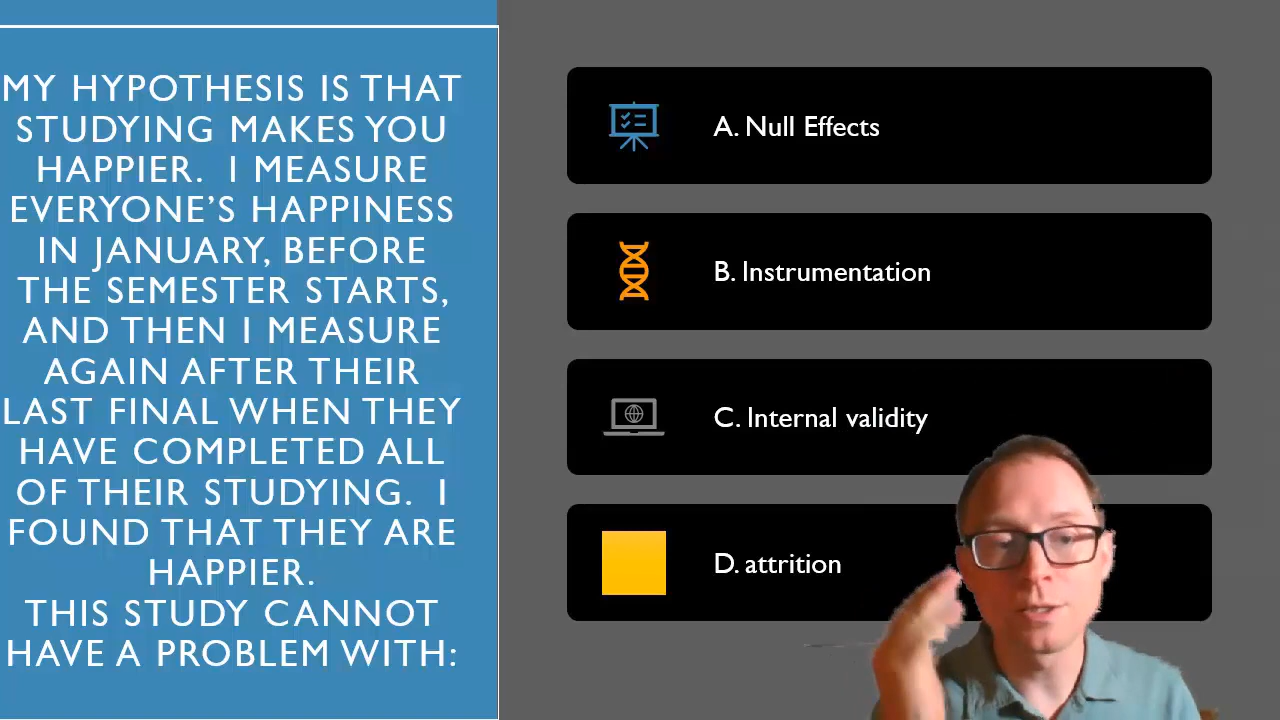 MY HYPOTHESIS IS THAT
STUDYING MAKES YOU
HAPPIER. I MEASURE
EVERYONE'S HAPPINESS
IN JANUARY, BEFORE
THE SEMESTER STARTS,
AND THEN I MEASURE
AGAIN AFTER THEIR
LAST FINAL WHEN THEY
HAVE COMPLETED ALL
OF THEIR STUDYING. I
FOUND THAT THEY ARE
HAPPIER.
THIS STUDY CANNOT
HAVE A PROBLEM WITH:
A. Null Effects
B. Instrumentation
C. Internal validity
D. attrition